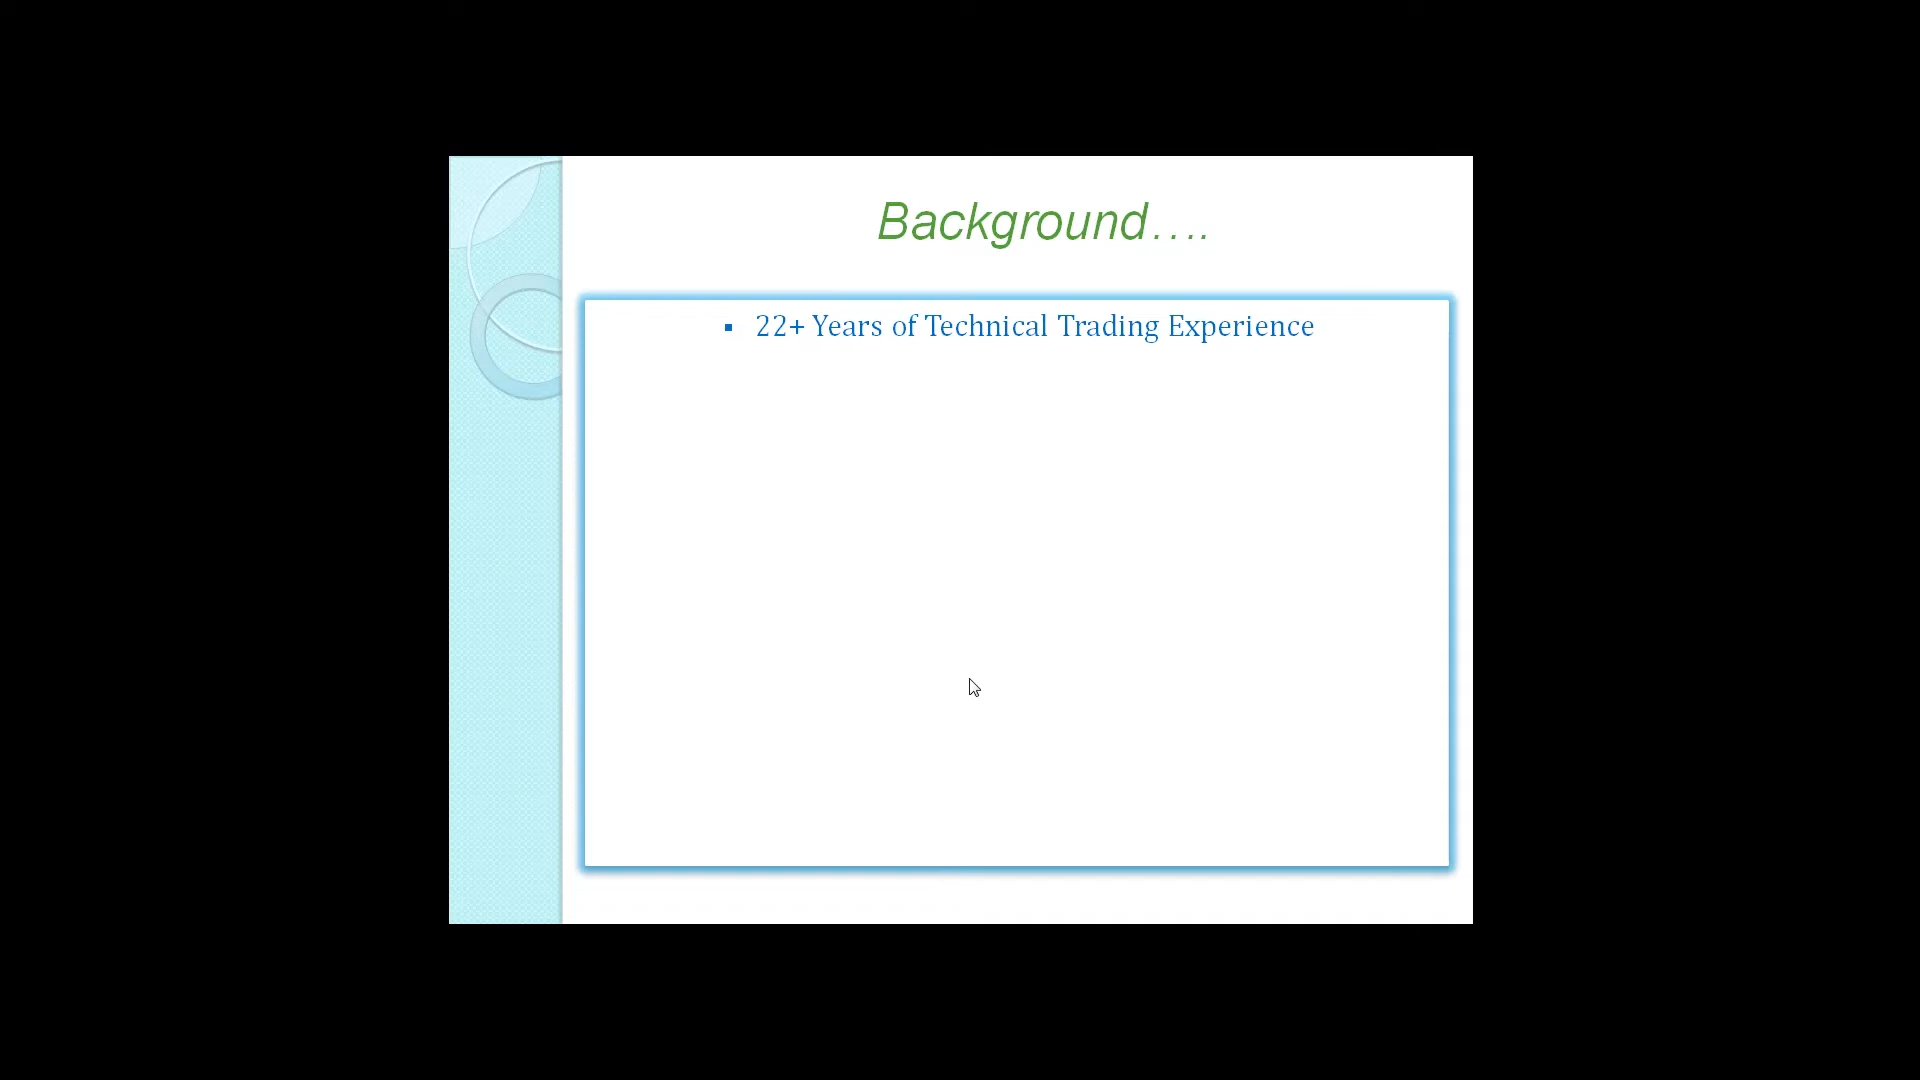 Background….
▪ 22+ Years of Technical Trading Experience